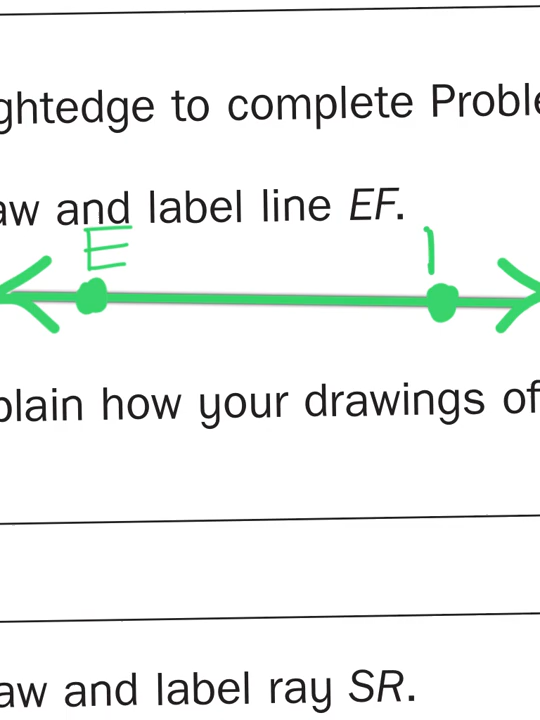 ghtedge to complete Proble
aw and label line EF.
E
plain how your drawings of
aw and label ray SR.